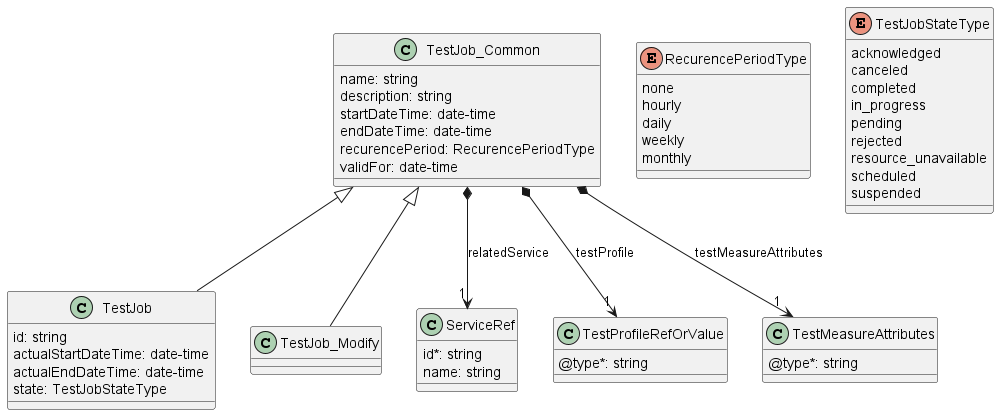 C TestJob_Common
name: string
description: string
startDateTime: date-time
endDateTime: date-time
recurencePeriod: RecurencePeriodType
validFor: date-time
E RecurencePeriodType
none
hourly
daily
weekly
monthly
E TestJobStateType
acknowledged
canceled
completed
in_progress
pending
rejected
resource_unavailable
scheduled
suspended
relatedService
testProfile
testMeasureAttributes
1
1
1
C TestJob
id: string
actualStartDateTime: date-time
actualEndDateTime: date-time
state: TestJobStateType
C TestJob_Modify
C ServiceRef
id*: string
name: string
C TestProfileRefOrValue
@type*: string
C TestMeasureAttributes
@type*: string